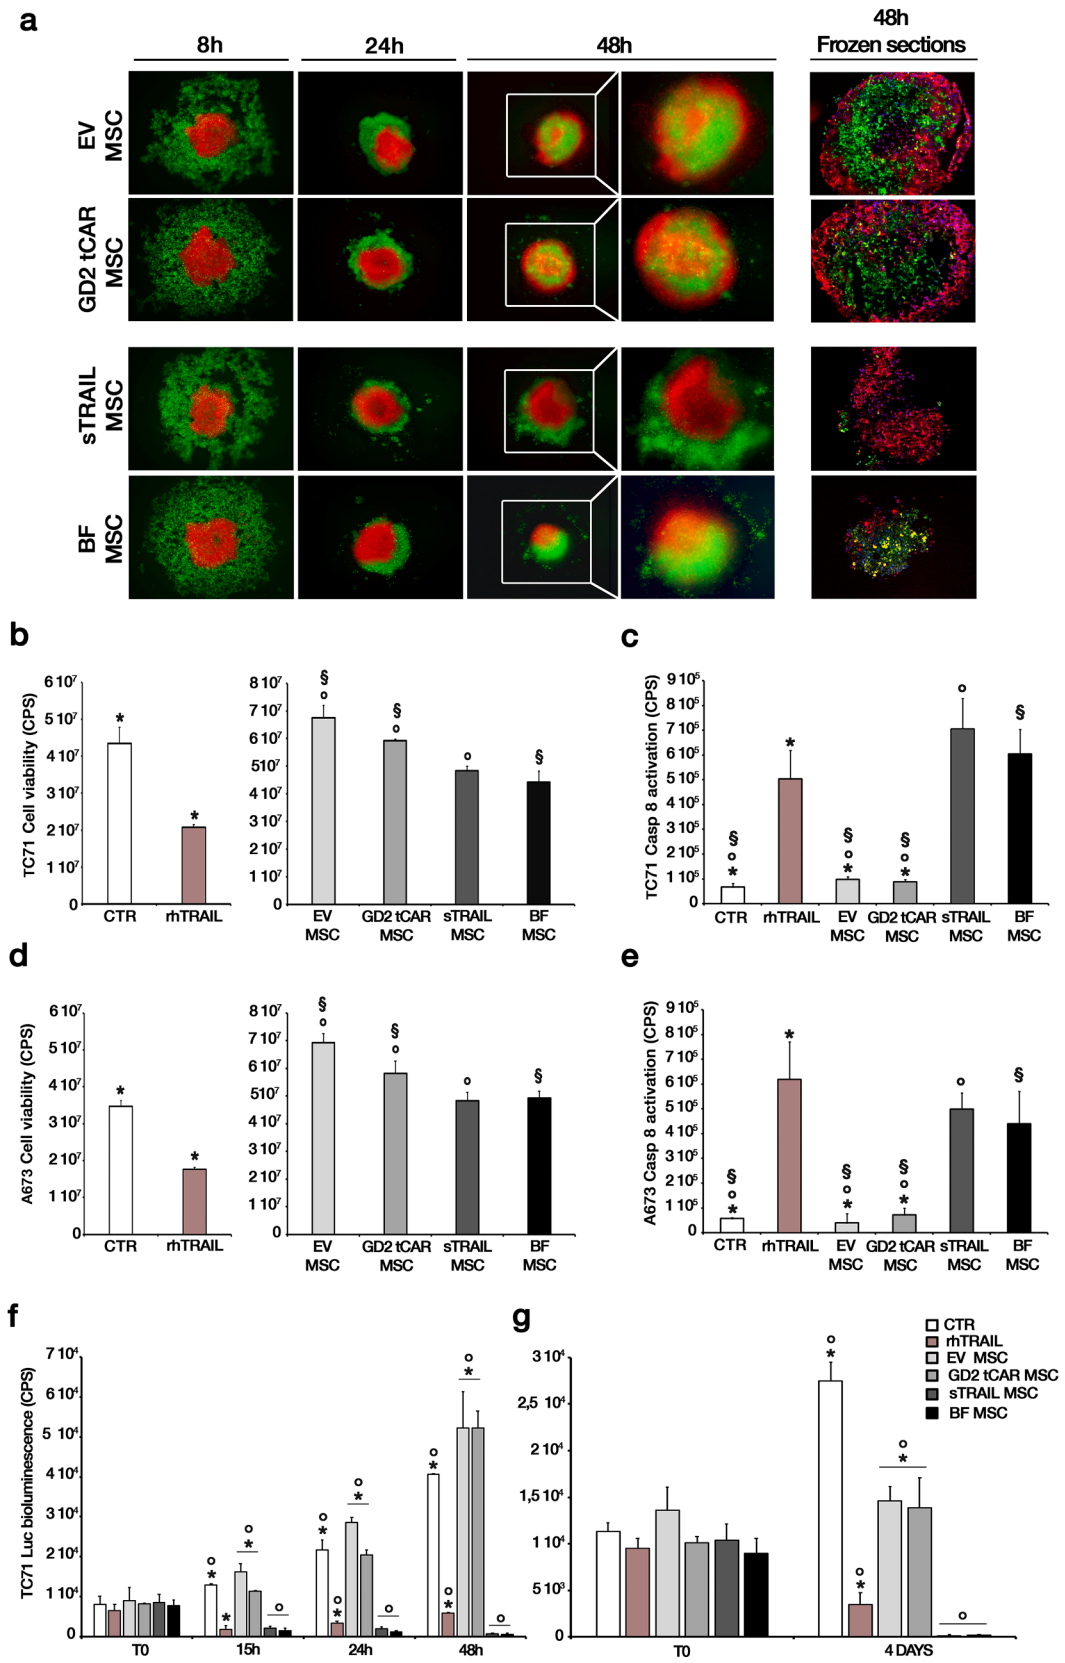 a
8h
24h
48h
48h
Frozen sections
EV
MSC
GD2 tCAR
MSC
sTRAIL
MSC
BF
MSC
b
TC71 Cell viability (CPS)
6 10⁷
5 10⁷
4 10⁷
3 10⁷
2 10⁷
1 10⁷
0
*
*
CTR
rhTRAIL
8 10⁷
7 10⁷
6 10⁷
5 10⁷
4 10⁷
3 10⁷
2 10⁷
1 10⁷
0
§
o
§
o
o
§
EV
MSC
GD2 tCAR
MSC
sTRAIL
MSC
BF
MSC
c
TC71 Casp 8 activation (CPS)
9 10⁵
8 10⁵
7 10⁵
6 10⁵
5 10⁵
4 10⁵
3 10⁵
2 10⁵
1 10⁵
0
§
o
*
*
§
o
*
§
o
*
o
§
CTR
rhTRAIL
EV
MSC
GD2 tCAR
MSC
sTRAIL
MSC
BF
MSC
d
A673 Cell viability (CPS)
6 10⁷
5 10⁷
4 10⁷
3 10⁷
2 10⁷
1 10⁷
0
*
*
CTR
rhTRAIL
8 10⁷
7 10⁷
6 10⁷
5 10⁷
4 10⁷
3 10⁷
2 10⁷
1 10⁷
0
§
o
§
o
o
§
EV
MSC
GD2 tCAR
MSC
sTRAIL
MSC
BF
MSC
e
A673 Casp 8 activation (CPS)
9 10⁵
8 10⁵
7 10⁵
6 10⁵
5 10⁵
4 10⁵
3 10⁵
2 10⁵
1 10⁵
0
§
o
*
*
§
o
*
§
o
*
o
§
CTR
rhTRAIL
EV
MSC
GD2 tCAR
MSC
sTRAIL
MSC
BF
MSC
f
TC71 Luc bioluminescence (CPS)
7 10⁴
6 10⁴
5 10⁴
4 10⁴
3 10⁴
2 10⁴
1 10⁴
0
o
*
*
o
*
o
o
*
o
*
o
*
o
o
*
o
*
o
*
o
T0
15h
24h
48h
g
3 10⁴
2,5 10⁴
2 10⁴
1,5 10⁴
1 10⁴
5 10³
0
o
*
o
*
o
*
o
T0
4 DAYS
CTR
rhTRAIL
EV MSC
GD2 tCAR MSC
sTRAIL MSC
BF MSC